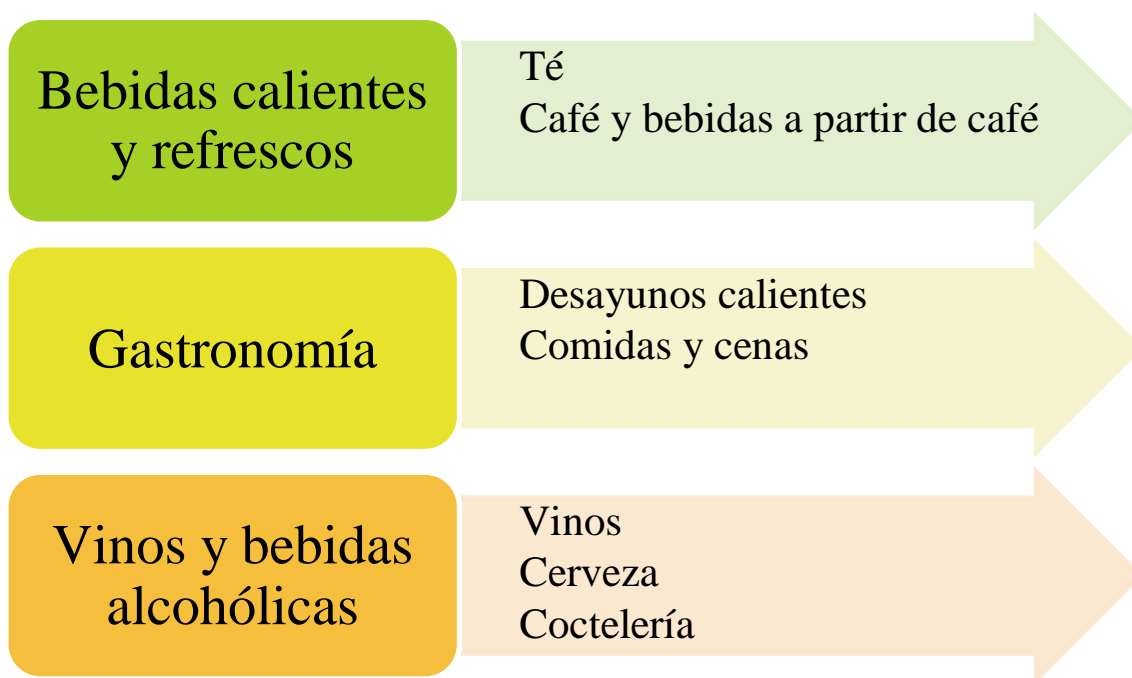 Bebidas calientes
y refrescos
Té
Café y bebidas a partir de café
Gastronomía
Desayunos calientes
Comidas y cenas
Vinos y bebidas
alcohólicas
Vinos
Cerveza
Coctelería